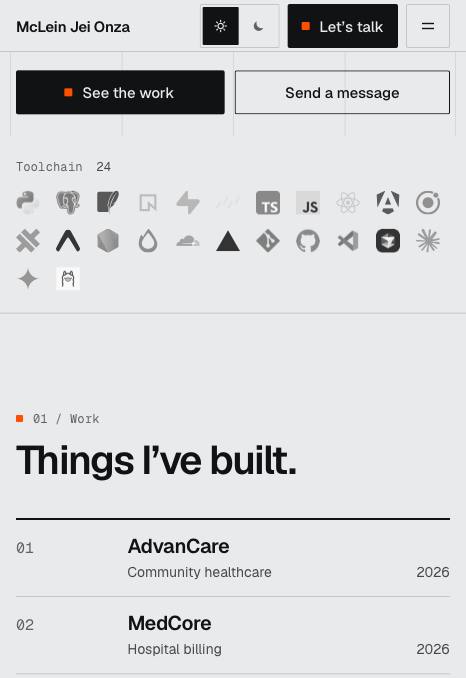 McLein Jei Onza
Let's talk
See the work
Send a message
Toolchain 24
TS
JS
01 / Work
Things I've built.
01
AdvanCare
Community healthcare
2026
02
MedCore
Hospital billing
2026